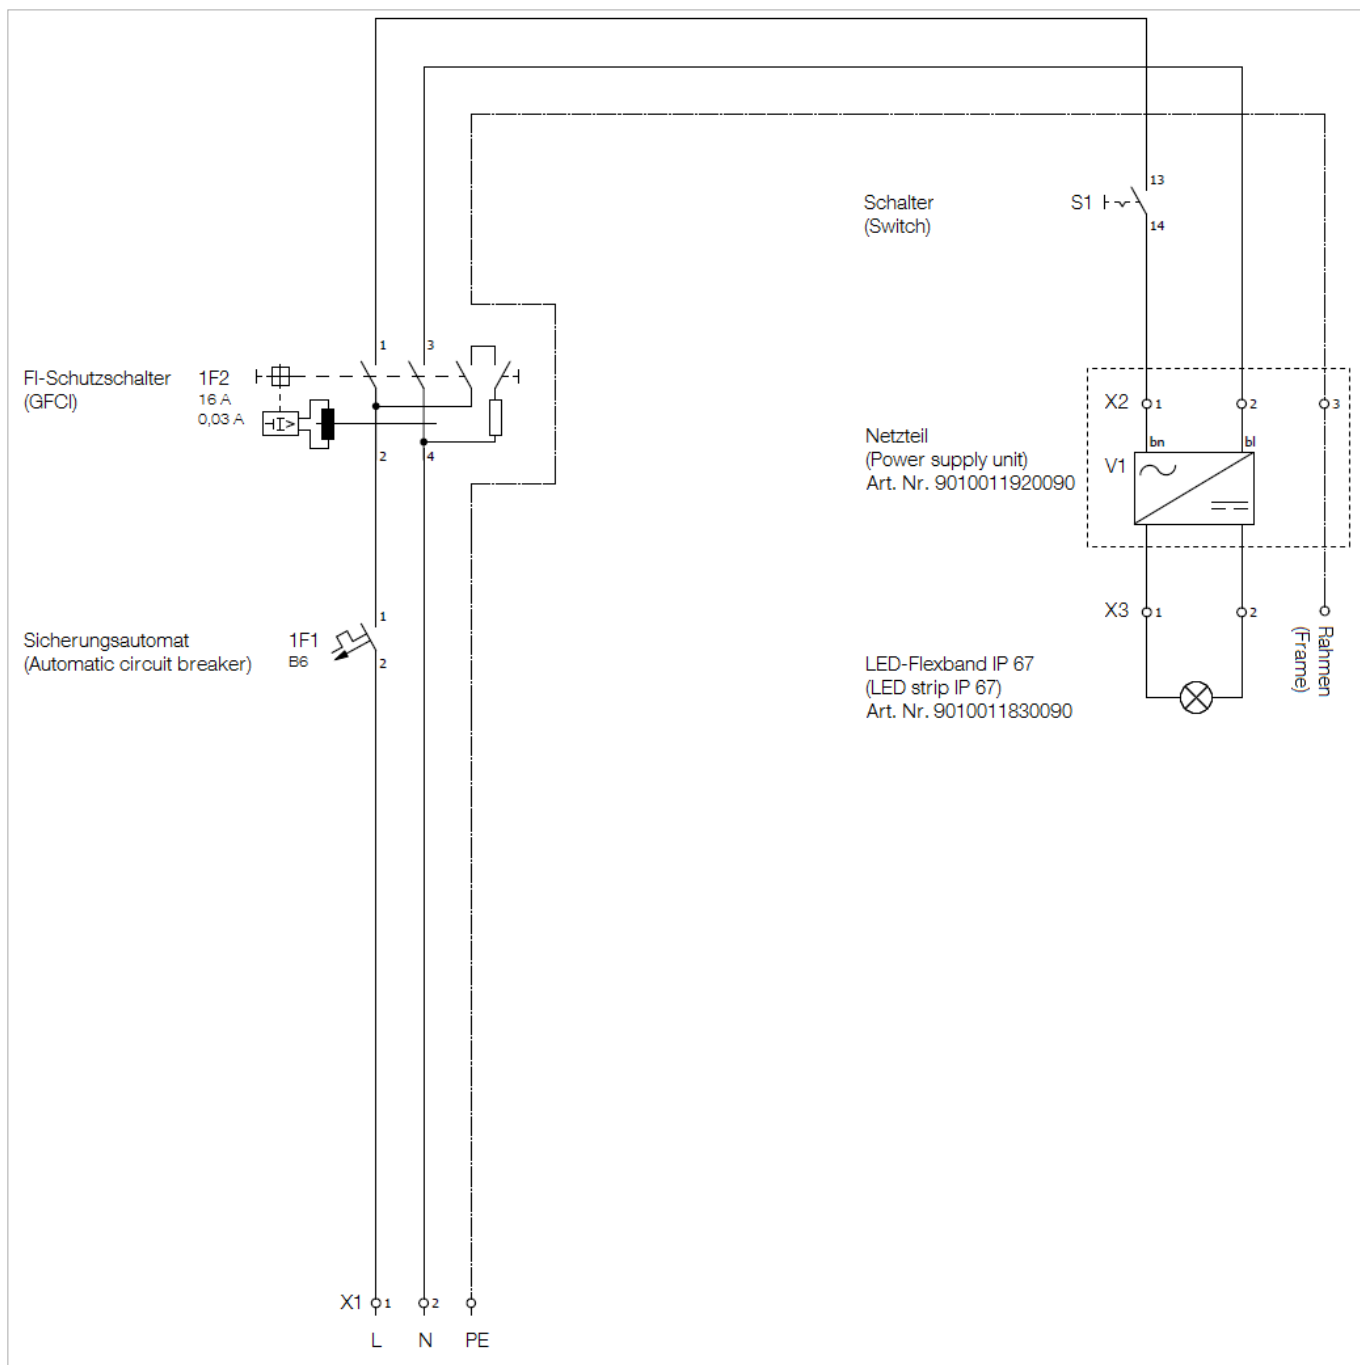 13
Schalter
(Switch)
S1
14
1
3
FI-Schutzschalter
(GFCI)
1F2
16 A
0,03 A
2
4
X2
1
2
3
Netzteil
(Power supply unit)
Art. Nr. 9010011920090
bn
bl
V1
Sicherungsautomat
(Automatic circuit breaker)
1F1
B6
1
2
X3
1
2
Rahmen
(Frame)
LED-Flexband IP 67
(LED strip IP 67)
Art. Nr. 9010011830090
X1
1
2
L
N
PE